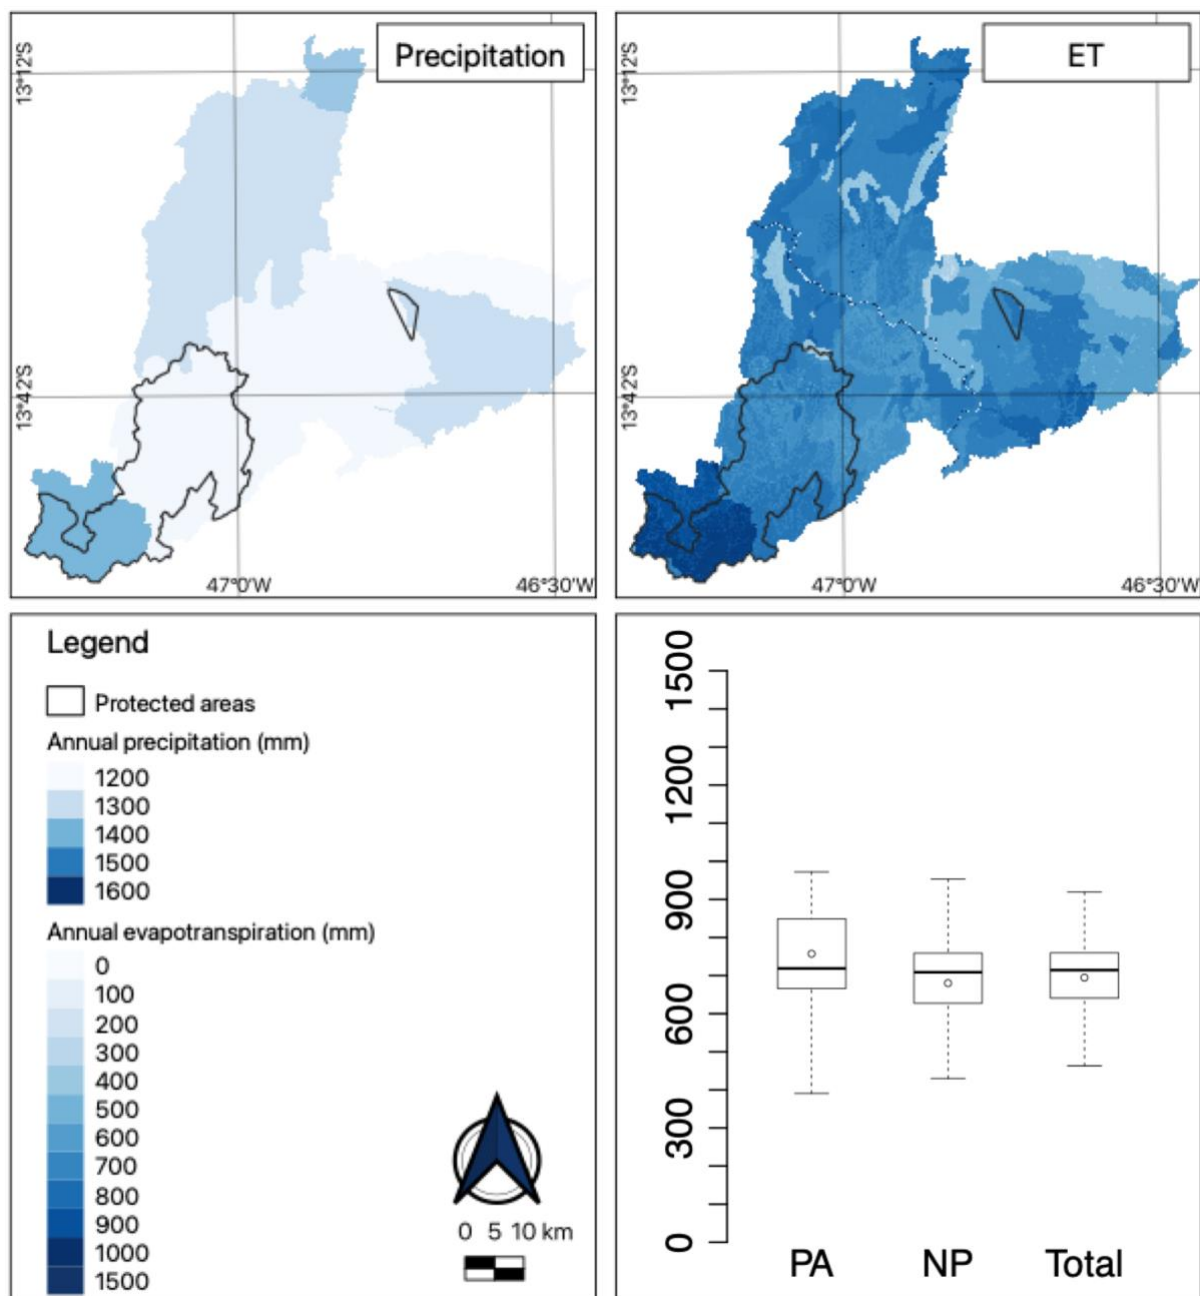 Precipitation
13°12'S
13°42'S
47°0'W
46°30'W
ET
13°12'S
13°42'S
47°0'W
46°30'W
Legend
Protected areas
Annual precipitation (mm)
1200
1300
1400
1500
1600
Annual evapotranspiration (mm)
0
100
200
300
400
500
600
700
800
900
1000
1500
0 5 10 km
1500
1200
900
600
300
0
PA NP Total